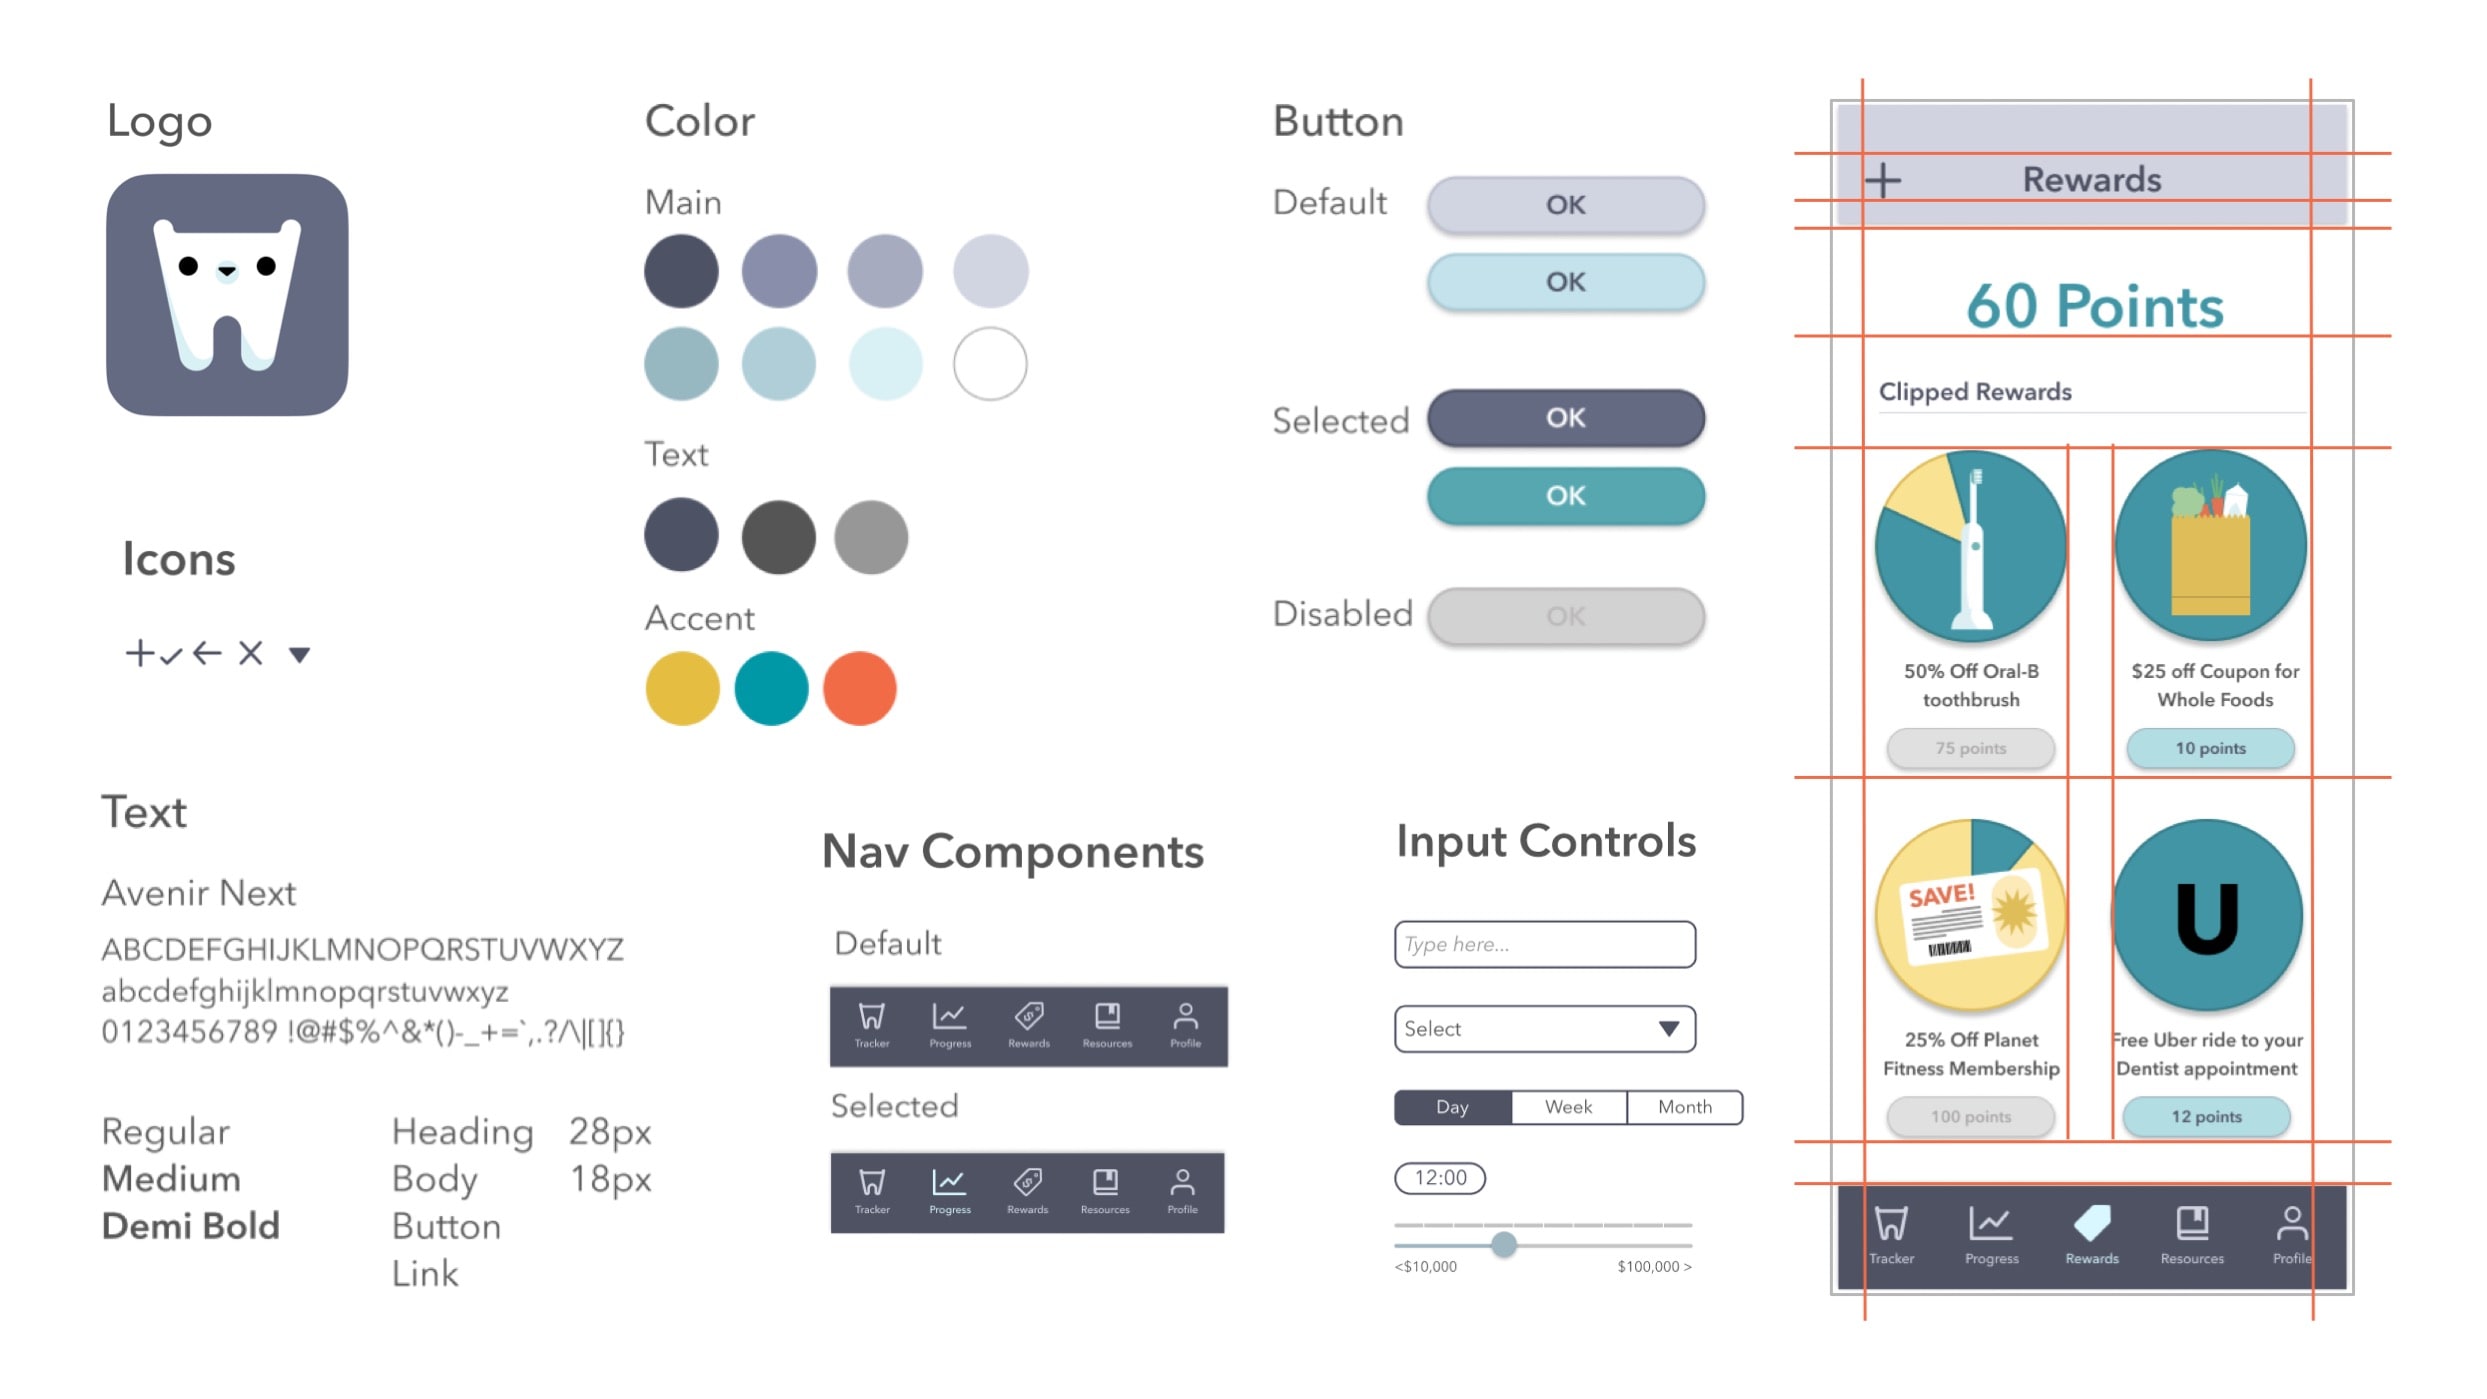 Logo
Icons
Text
Avenir Next
ABCDEFGHIJKLMNOPQRSTUVWXYZ
abcdefghijklmnopqrstuvwxyz
0123456789 !@#$%^&*()-_+=`,.?/\|[]{}
Regular
Medium
Demi Bold
Heading 28px
Body 18px
Button
Link
Color
Main
Text
Accent
Nav Components
Default
Tracker Progress Rewards Resources Profile
Selected
Tracker Progress Rewards Resources Profile
Button
Default OK
OK
Selected OK
OK
Disabled OK
Input Controls
Type here...
Select
Day Week Month
12:00
<$10,000 $100,000 >
Rewards
60 Points
Clipped Rewards
50% Off Oral-B
toothbrush
75 points
$25 off Coupon for
Whole Foods
10 points
SAVE!
25% Off Planet
Fitness Membership
100 points
U
Free Uber ride to your
Dentist appointment
12 points
Tracker Progress Rewards Resources Profile